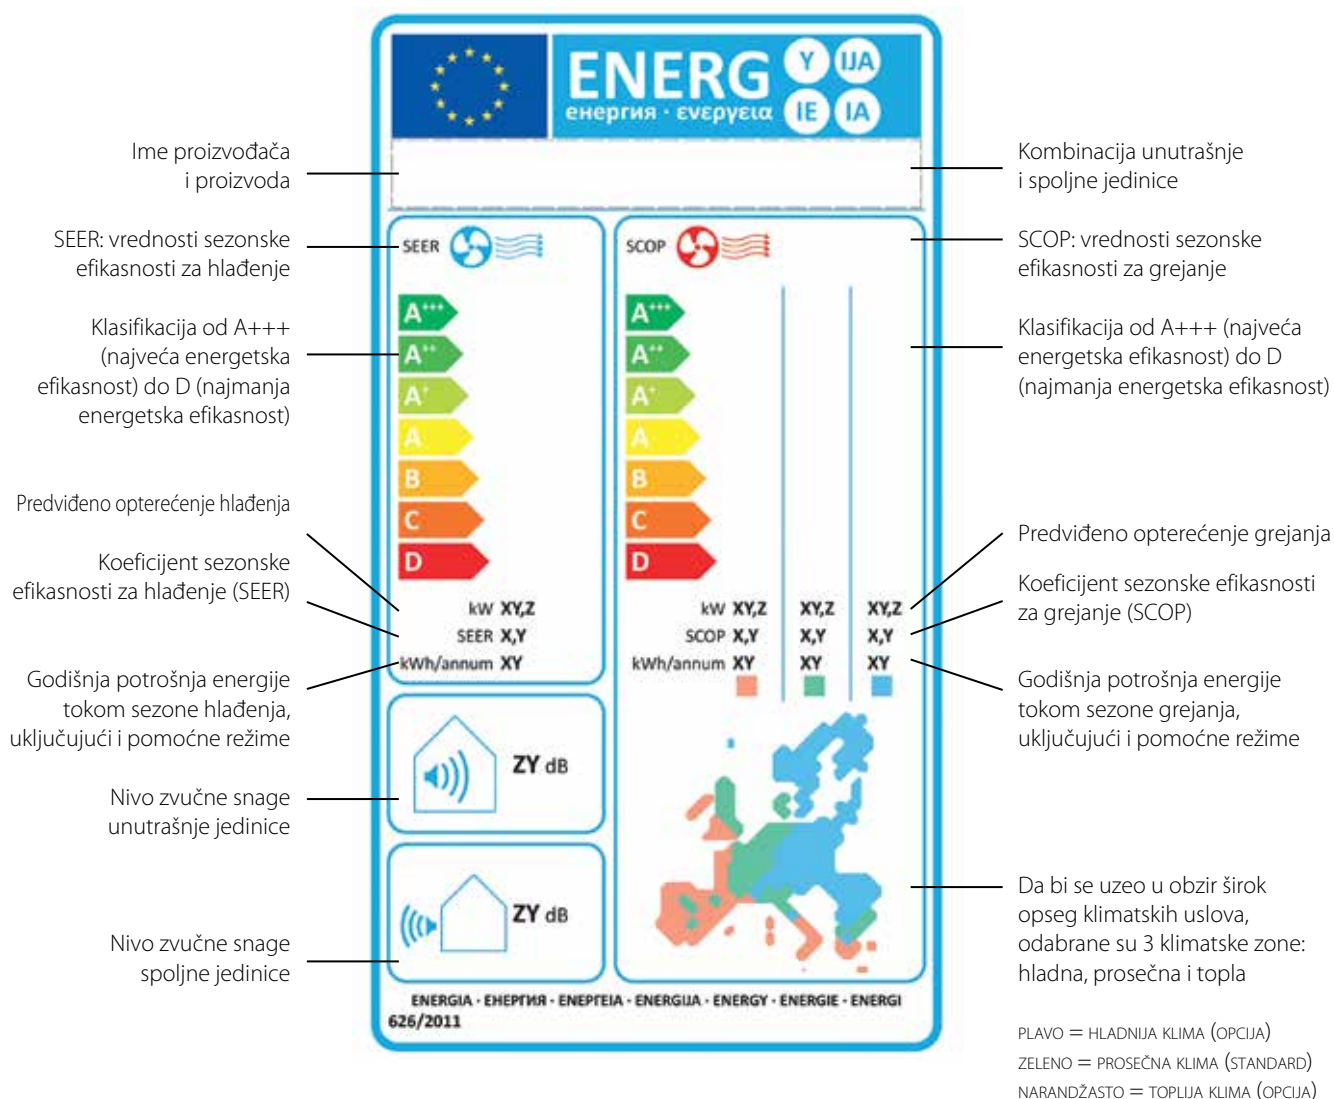 ENERG Y IJA
енергия · ενεργεια IE IA
Ime proizvođača
i proizvoda
Kombinacija unutrašnje
i spoljne jedinice
SEER: vrednosti sezonske
efikasnosti za hlađenje
SEER
SCOP
SCOP: vrednosti sezonske
efikasnosti za grejanje
Klasifikacija od A+++
(najveća energetska
efikasnost) do D (najmanja
energetska efikasnost)
A+++
A++
A+
A
B
C
D
A+++
A++
A+
A
B
C
D
Klasifikacija od A+++ (najveća
energetska efikasnost) do D
(najmanja energetska efikasnost)
Predviđeno opterećenje hlađenja
Koeficijent sezonske
efikasnosti za hlađenje (SEER)
Godišnja potrošnja energije
tokom sezone hlađenja,
uključujući i pomoćne režime
kW XY,Z
SEER X,Y
kWh/annum XY
kW XY,Z XY,Z XY,Z
SCOP X,Y X,Y X,Y
kWh/annum XY XY XY
Predviđeno opterećenje grejanja
Koeficijent sezonske efikasnosti
za grejanje (SCOP)
Godišnja potrošnja energije
tokom sezone grejanja,
uključujući i pomoćne režime
Nivo zvučne snage
unutrašnje jedinice
ZY dB
Nivo zvučne snage
spoljne jedinice
ZY dB
Da bi se uzeo u obzir širok
opseg klimatskih uslova,
odabrane su 3 klimatske zone:
hladna, prosečna i topla
ENERGIA · ЕНЕРГИЯ · ΕΝΕΡΓΕΙΑ · ENERGIJA · ENERGY · ENERGIE · ENERGI
626/2011
PLAVO = HLADNIJA KLIMA (OPCIJA)
ZELENO = PROSEČNA KLIMA (STANDARD)
NARANDŽASTO = TOPLIJA KLIMA (OPCIJA)